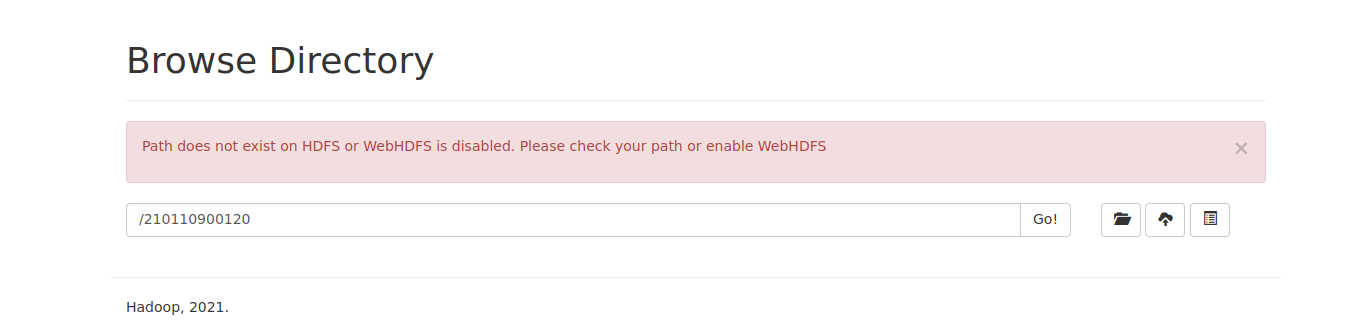 Browse Directory
Path does not exist on HDFS or WebHDFS is disabled. Please check your path or enable WebHDFS
×
/210110900120
Go!
Hadoop, 2021.